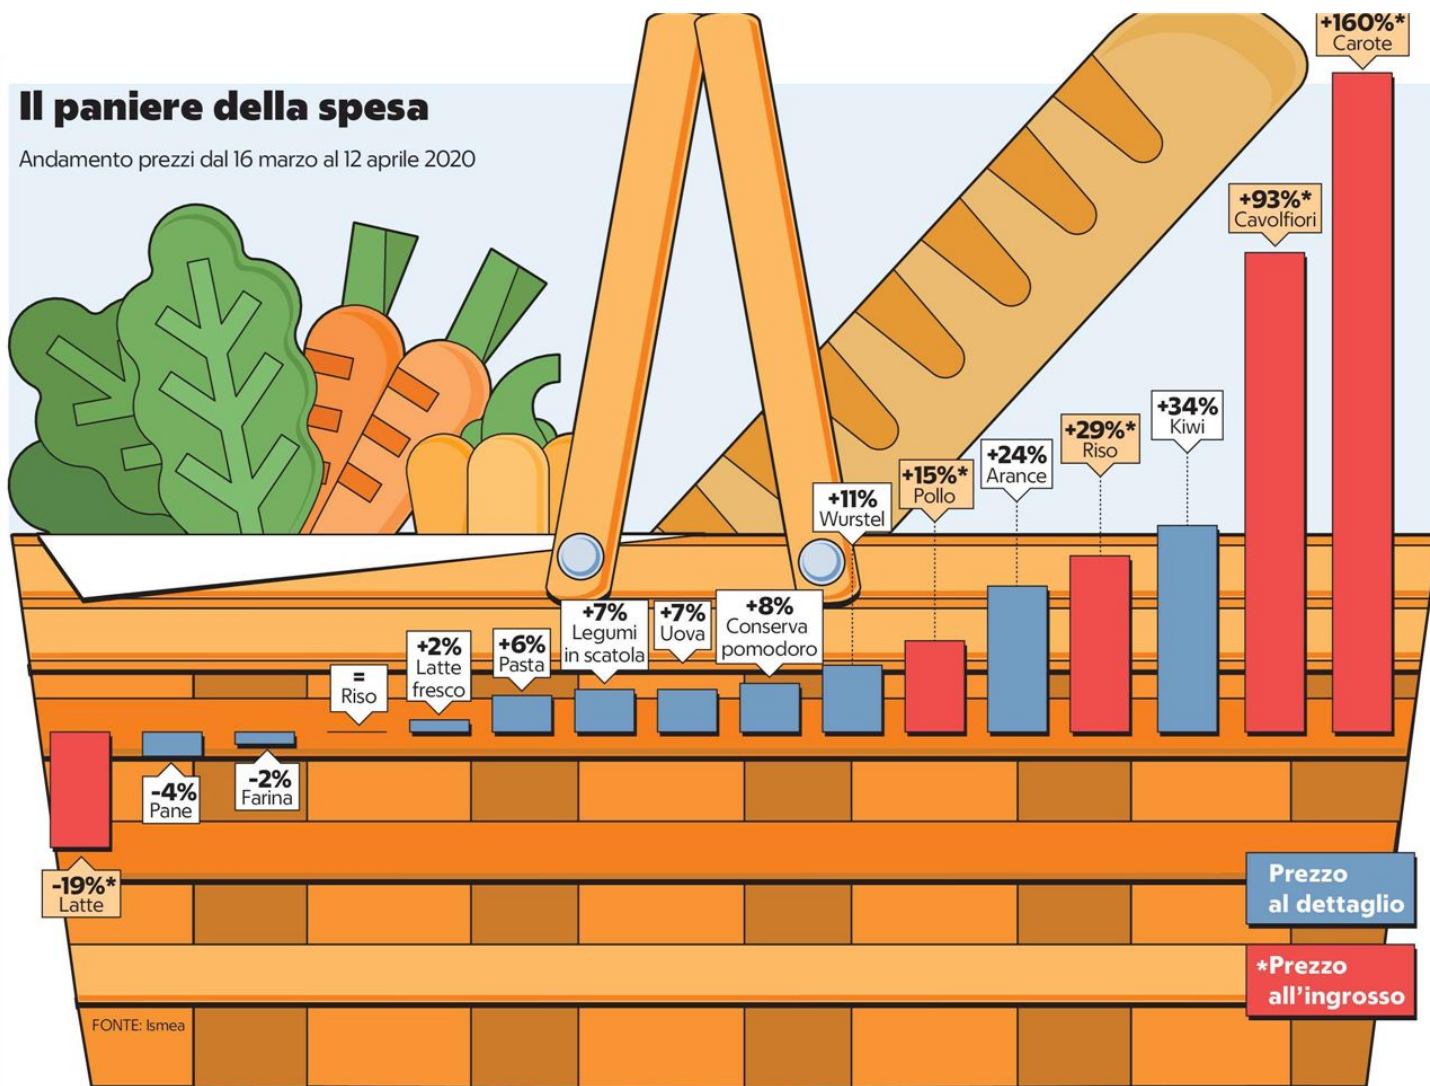 Il paniere della spesa
Andamento prezzi dal 16 marzo al 12 aprile 2020
-19%*
Latte
-4%
Pane
-2%
Farina
=
Riso
+2%
Latte
fresco
+6%
Pasta
+7%
Legumi
in scatola
+7%
Uova
+8%
Conserva
pomodoro
+11%
Wurstel
+15%*
Pollo
+24%
Arance
+29%*
Riso
+34%
Kiwi
+93%*
Cavolfiori
+160%*
Carote
Prezzo
al dettaglio
*Prezzo
all'ingrosso
FONTE: Ismea